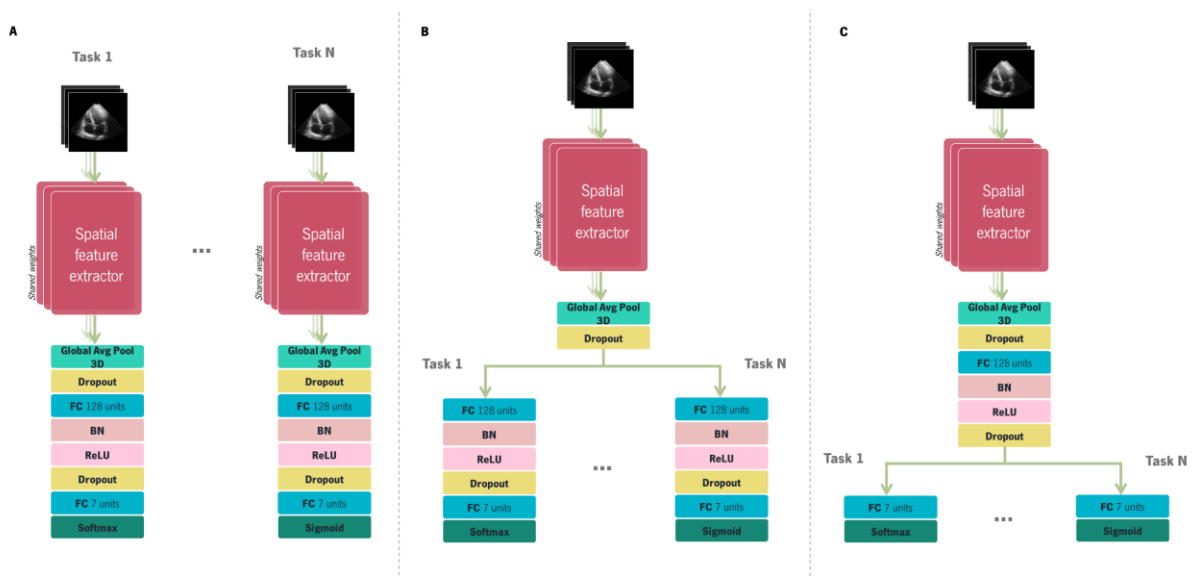 A
Task 1
Task N
Shared weights
Spatial
feature
extractor
...
Shared weights
Spatial
feature
extractor
Global Avg Pool
3D
Dropout
FC 128 units
BN
ReLU
Dropout
FC 7 units
Softmax
Global Avg Pool
3D
Dropout
FC 128 units
BN
ReLU
Dropout
FC 7 units
Sigmoid
B
Shared weights
Spatial
feature
extractor
Global Avg Pool
3D
Dropout
Task 1
Task N
FC 128 units
BN
ReLU
Dropout
FC 7 units
Softmax
...
FC 128 units
BN
ReLU
Dropout
FC 7 units
Sigmoid
C
Shared weights
Spatial
feature
extractor
Global Avg Pool
3D
Dropout
FC 128 units
BN
ReLU
Dropout
Task 1
Task N
FC 7 units
Softmax
...
FC 7 units
Sigmoid